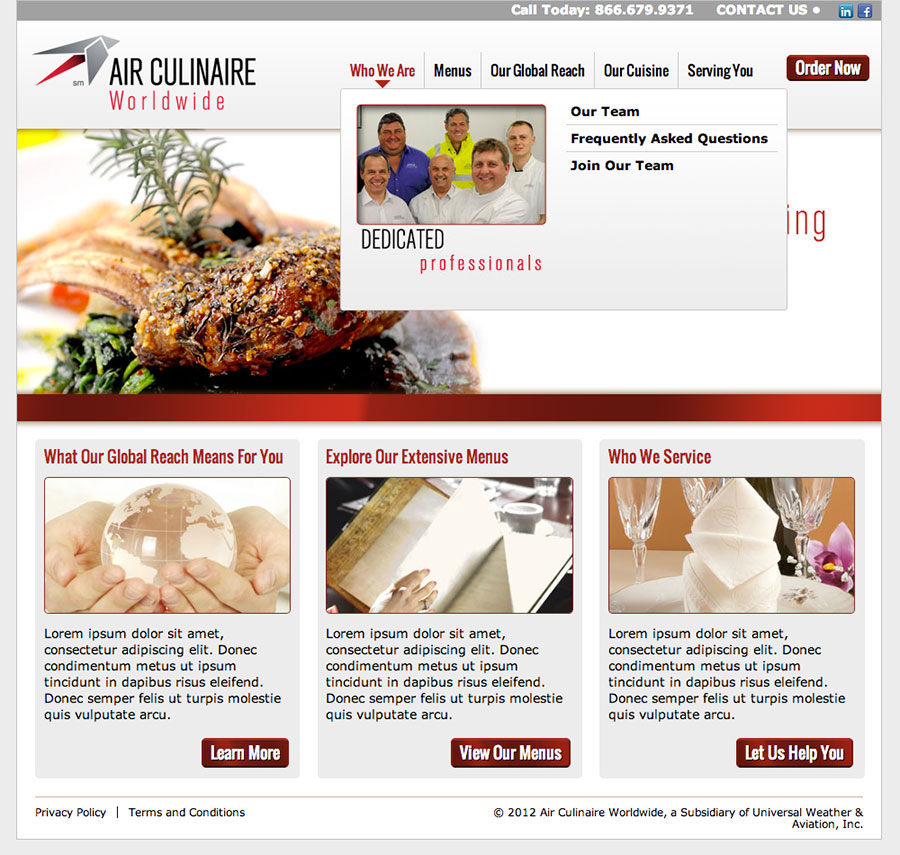 Call Today: 866.679.9371 CONTACT US •
AIR CULINAIRE
sm
Worldwide
Who We Are Menus Our Global Reach Our Cuisine Serving You Order Now
Our Team
Frequently Asked Questions
Join Our Team
DEDICATED
professionals
What Our Global Reach Means For You
Lorem ipsum dolor sit amet,
consectetur adipiscing elit. Donec
condimentum metus ut ipsum
tincidunt in dapibus risus eleifend.
Donec semper felis ut turpis molestie
quis vulputate arcu.
Learn More
Explore Our Extensive Menus
Lorem ipsum dolor sit amet,
consectetur adipiscing elit. Donec
condimentum metus ut ipsum
tincidunt in dapibus risus eleifend.
Donec semper felis ut turpis molestie
quis vulputate arcu.
View Our Menus
Who We Service
Lorem ipsum dolor sit amet,
consectetur adipiscing elit. Donec
condimentum metus ut ipsum
tincidunt in dapibus risus eleifend.
Donec semper felis ut turpis molestie
quis vulputate arcu.
Let Us Help You
Privacy Policy | Terms and Conditions
© 2012 Air Culinaire Worldwide, a Subsidiary of Universal Weather &
Aviation, Inc.